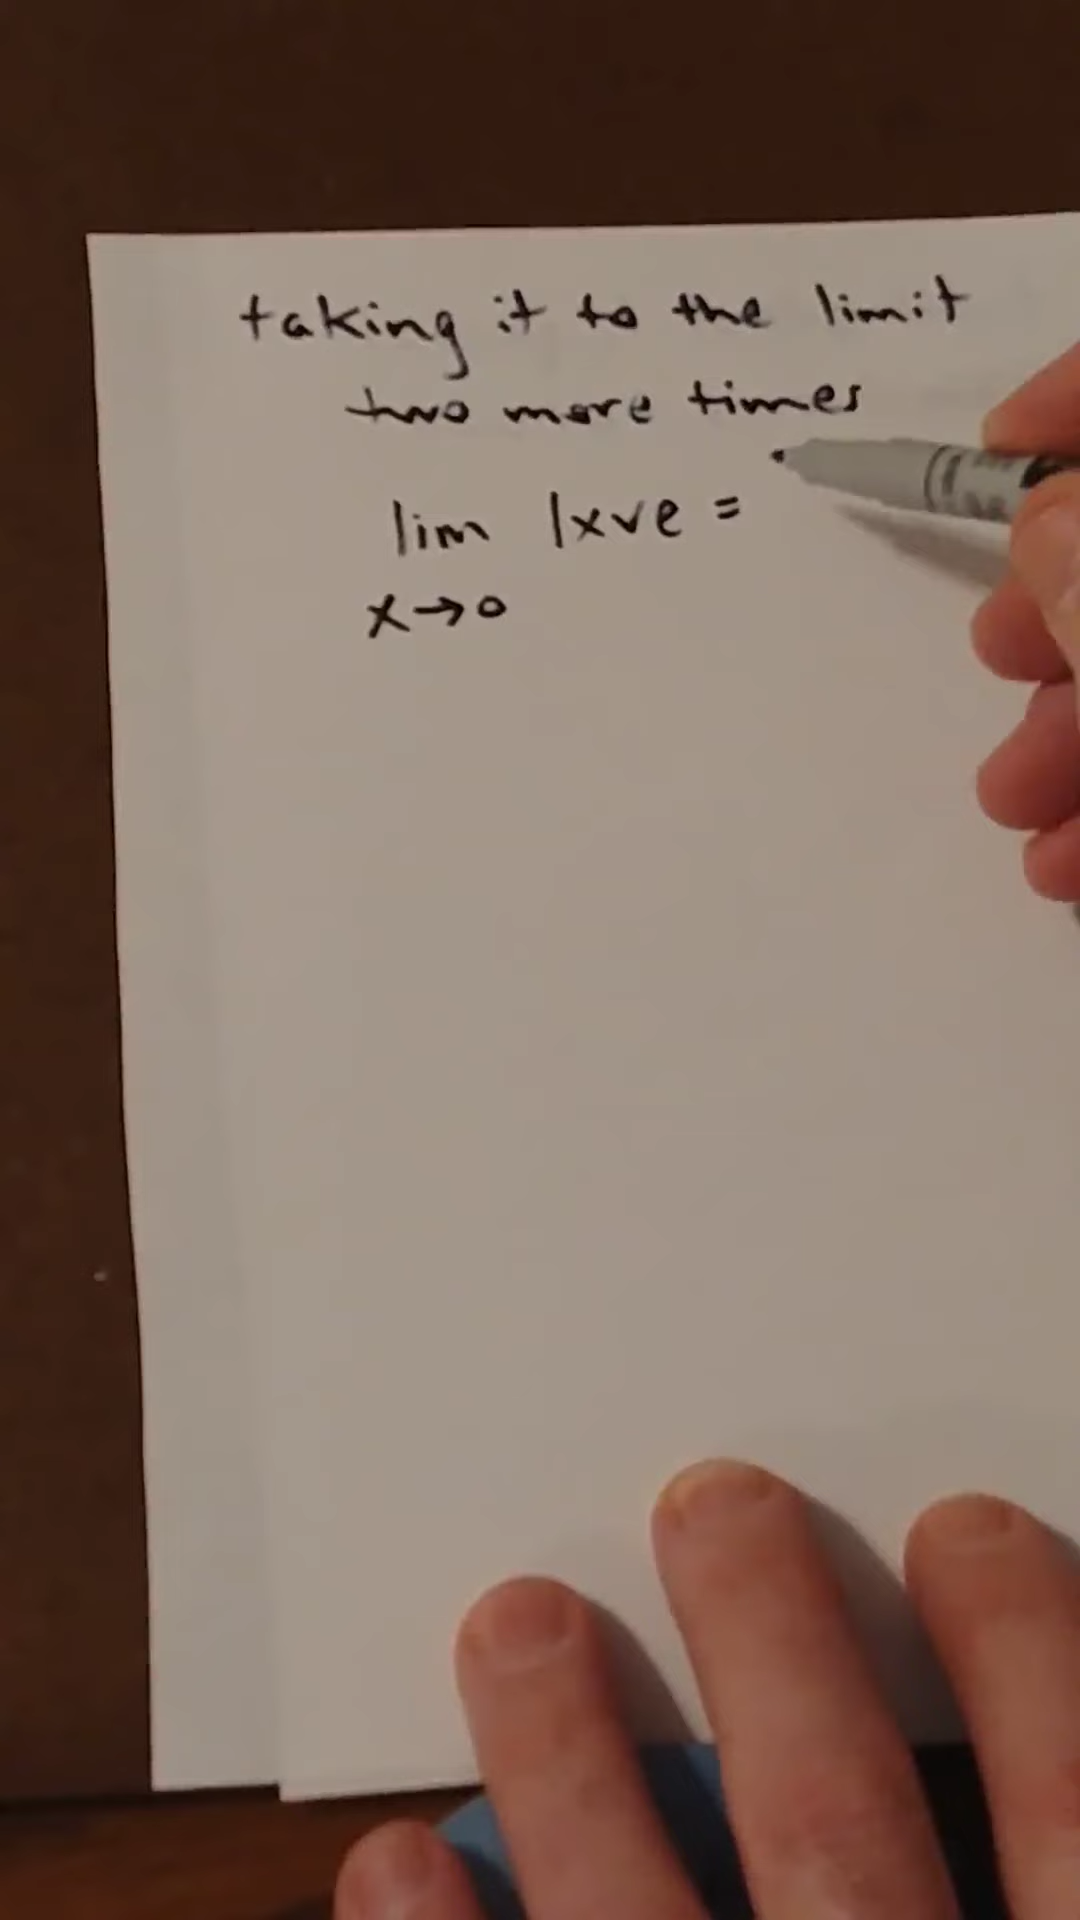 taking it to the limit
two more times
lim lxve =
x→0